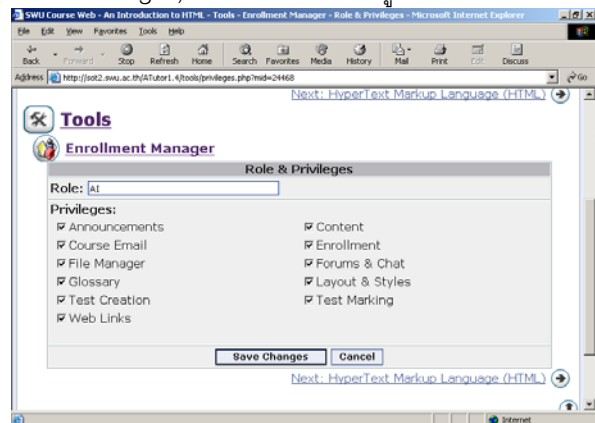 SWU Course Web - An Introduction to HTML - Tools - Enrollment Manager - Role & Privileges - Microsoft Internet Explorer
File Edit View Favorites Tools Help
Back Forward Stop Refresh Home Search Favorites Media History Mail Print Edit Discuss
Address http://sot2.swu.ac.th/ATutor1.4/tools/privileges.php?mid=24468 Go
Next: HyperText Markup Language (HTML)
Tools
Enrollment Manager
Role & Privileges
Role: AI
Privileges:
Announcements Content
Course Email Enrollment
File Manager Forums & Chat
Glossary Layout & Styles
Test Creation Test Marking
Web Links
Save Changes Cancel
Next: HyperText Markup Language (HTML)
Internet